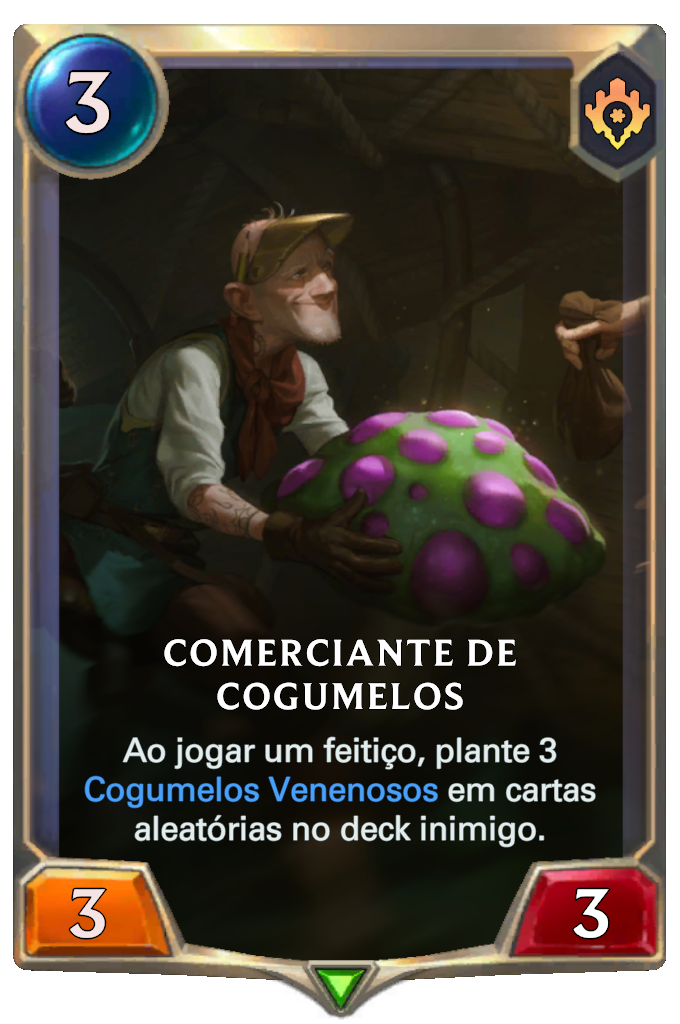 3
COMERCIANTE DE
COGUMELOS
Ao jogar um feitiço, plante 3
Cogumelos Venenosos em cartas
aleatórias no deck inimigo.
3
3